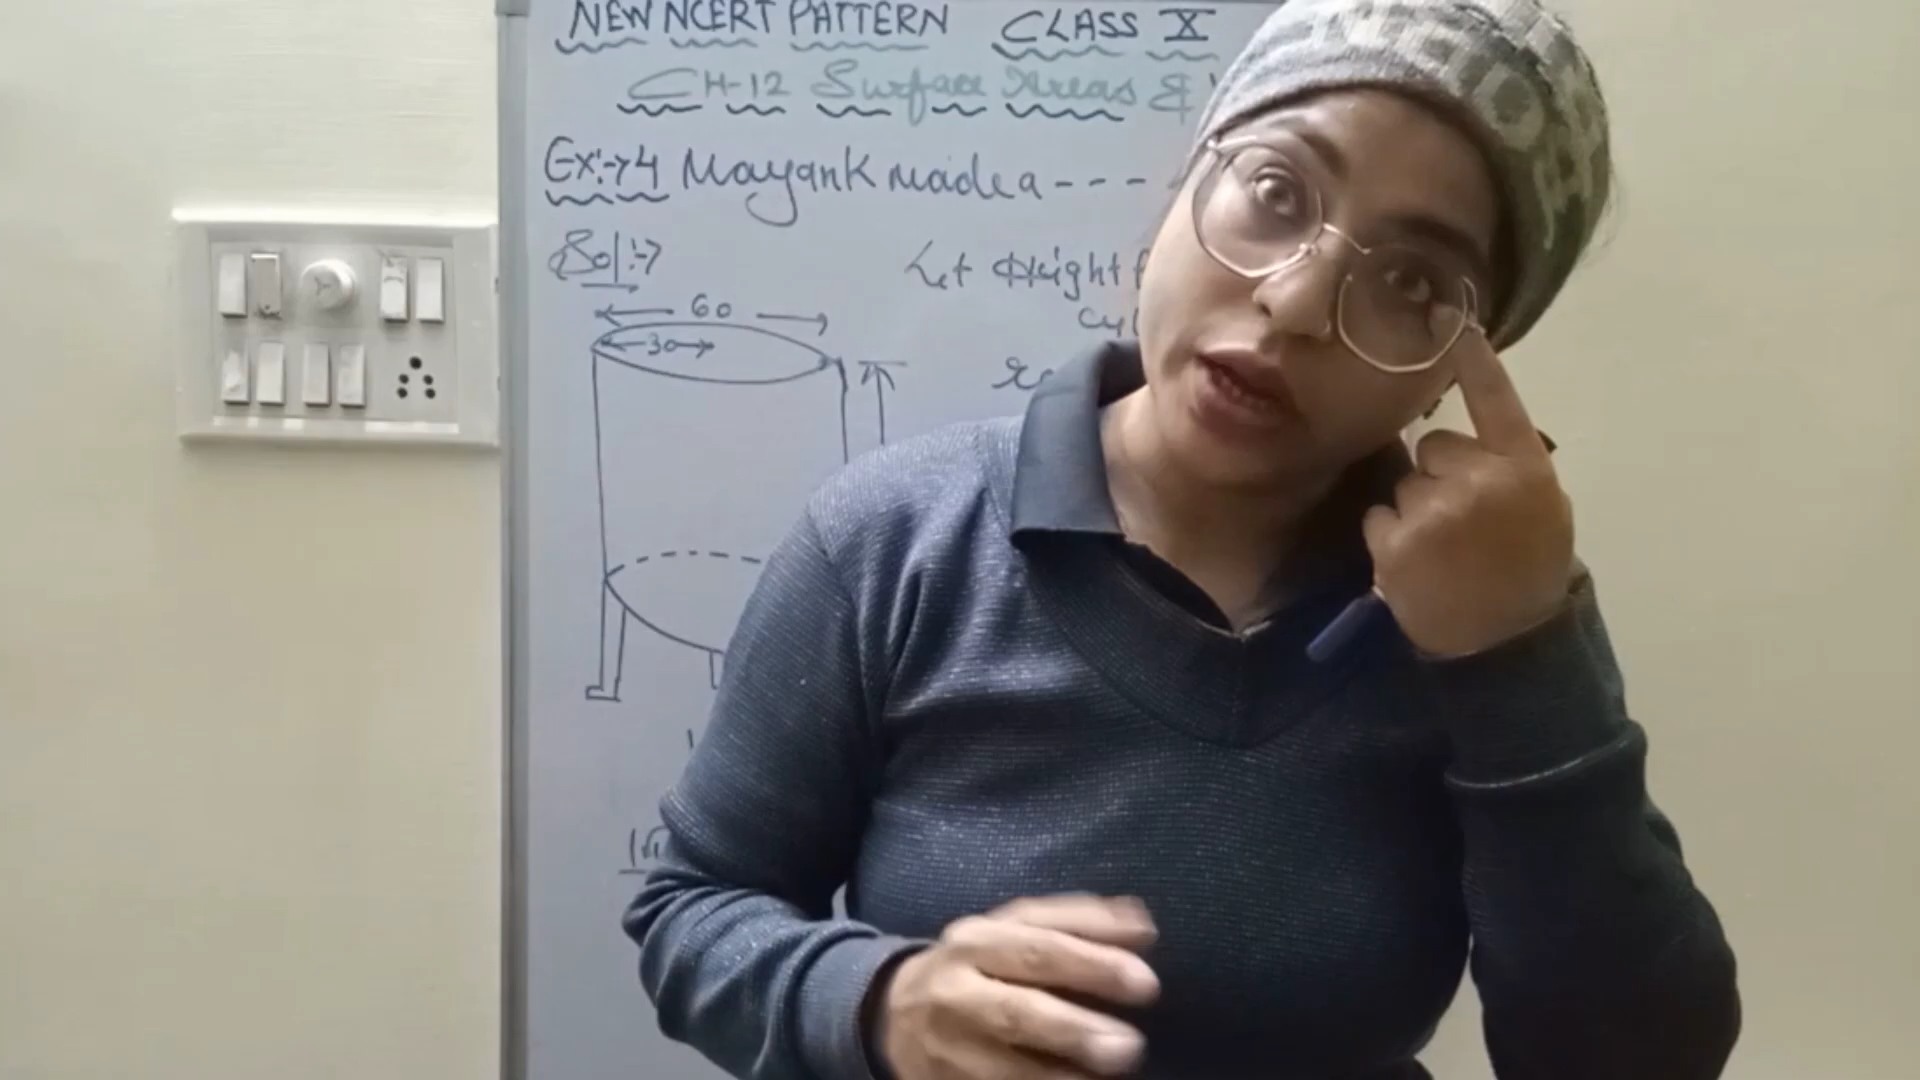 NEW NCERT PATTERN CLASS X
CH-12 Surface Areas &
Ex:→4 Mayank made a ---
Sol:→
Let Height
60
30